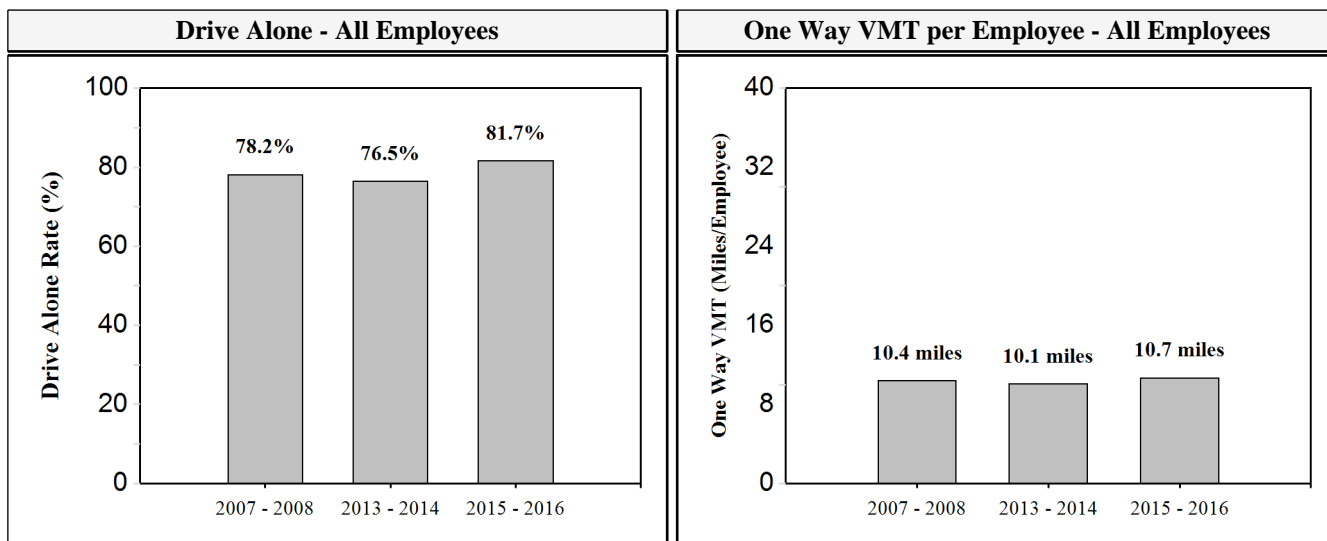 Drive Alone - All Employees
One Way VMT per Employee - All Employees
Drive Alone Rate (%)
100
80
60
40
20
0
78.2%
76.5%
81.7%
2007 - 2008
2013 - 2014
2015 - 2016
One Way VMT (Miles/Employee)
40
32
24
16
8
0
10.4 miles
10.1 miles
10.7 miles
2007 - 2008
2013 - 2014
2015 - 2016